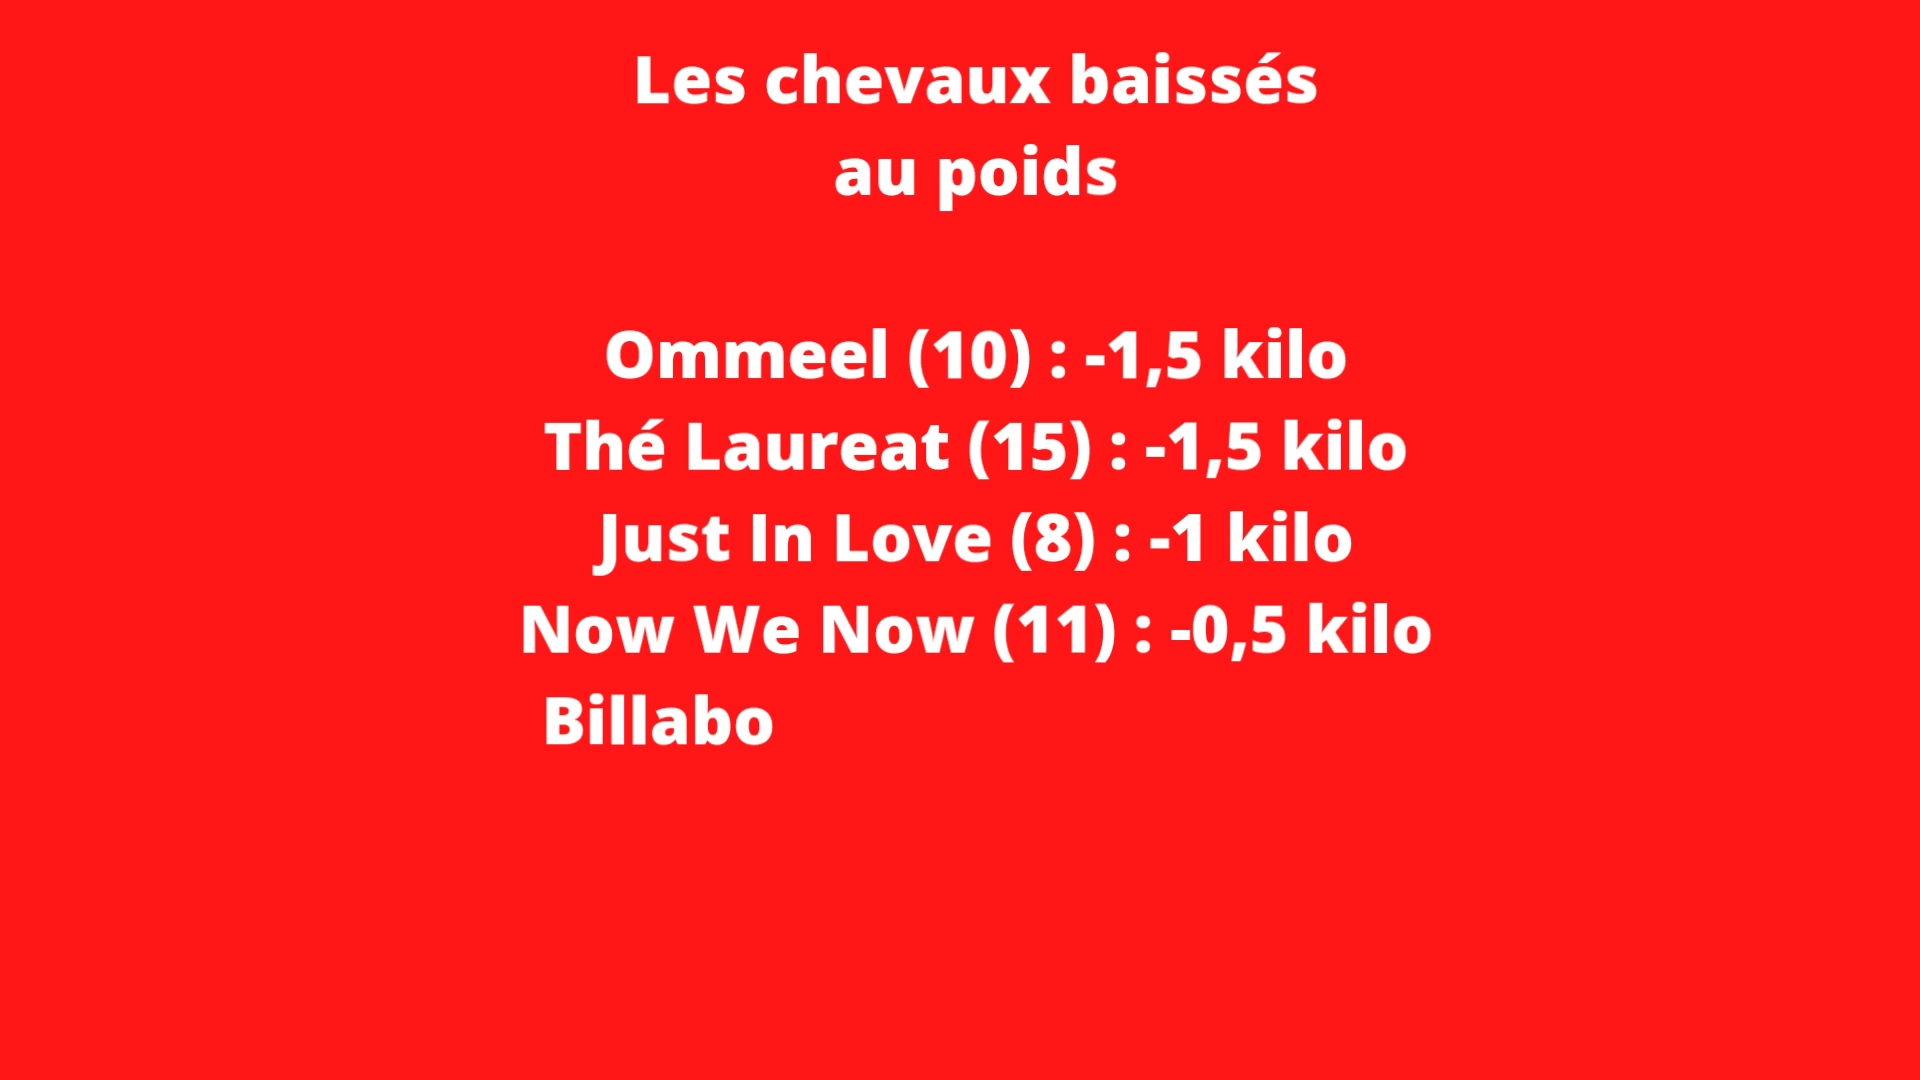 Les chevaux baissés
au poids
Ommeel (10) : -1,5 kilo
Thé Laureat (15) : -1,5 kilo
Just In Love (8) : -1 kilo
Now We Now (11) : -0,5 kilo
Billabo